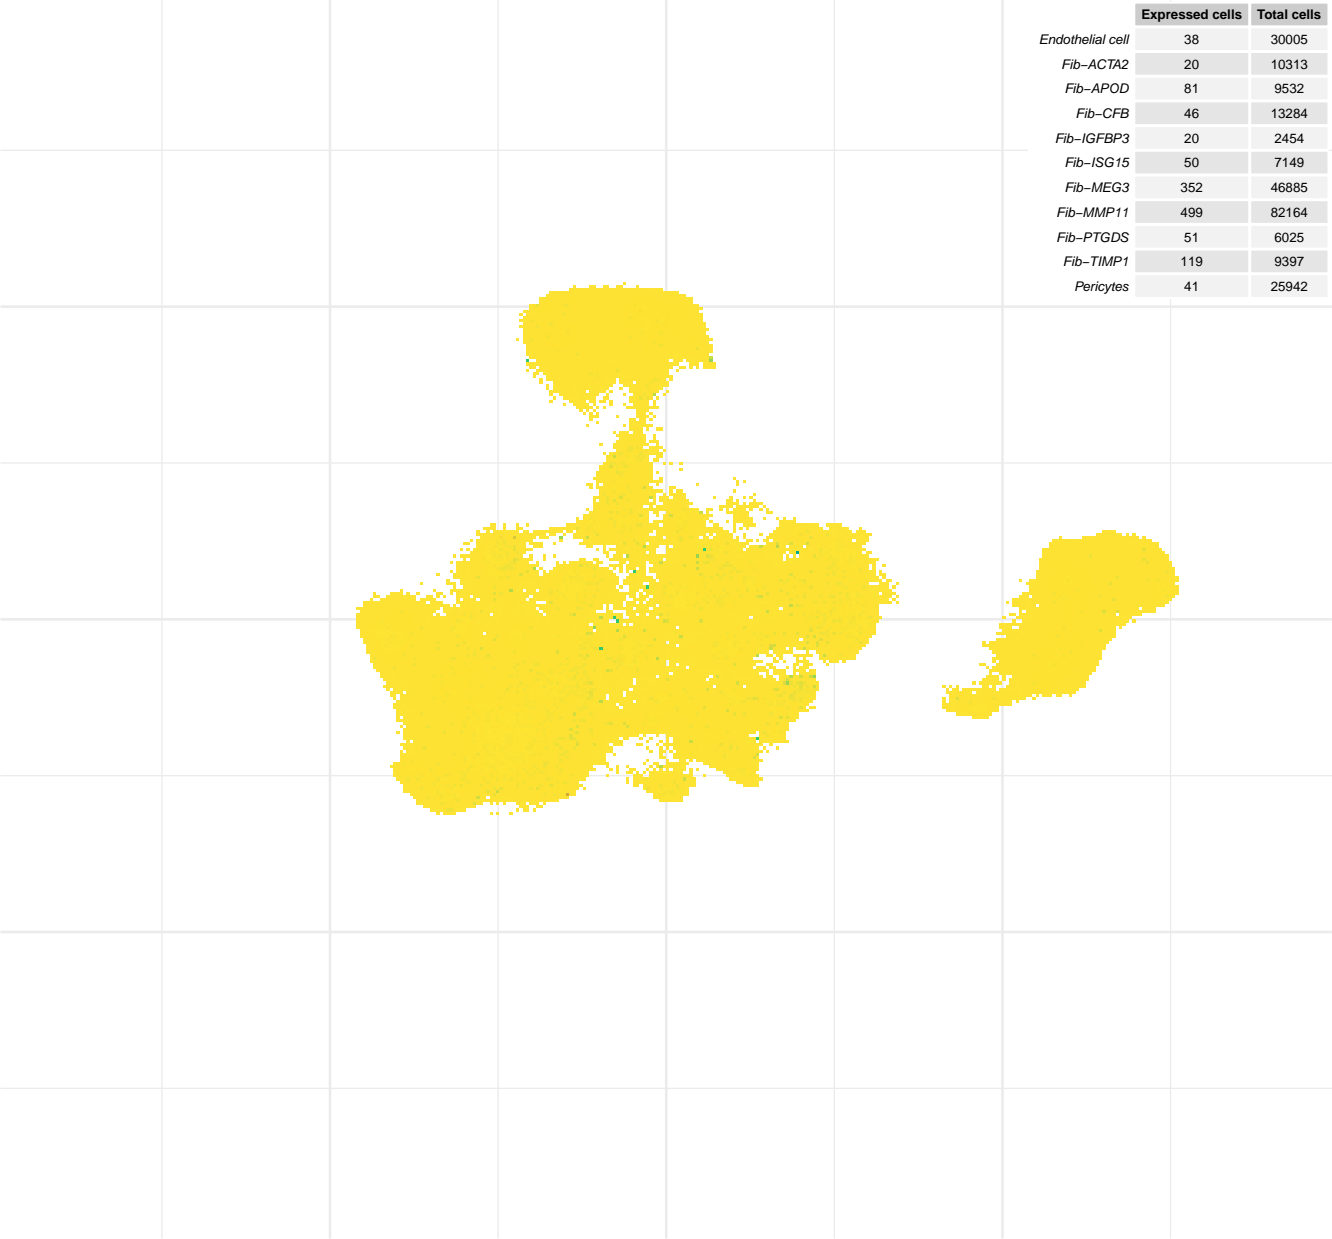 Expressed cells Total cells
Endothelial cell 38 30005
Fib−ACTA2 20 10313
Fib−APOD 81 9532
Fib−CFB 46 13284
Fib−IGFBP3 20 2454
Fib−ISG15 50 7149
Fib−MEG3 352 46885
Fib−MMP11 499 82164
Fib−PTGDS 51 6025
Fib−TIMP1 119 9397
Pericytes 41 25942